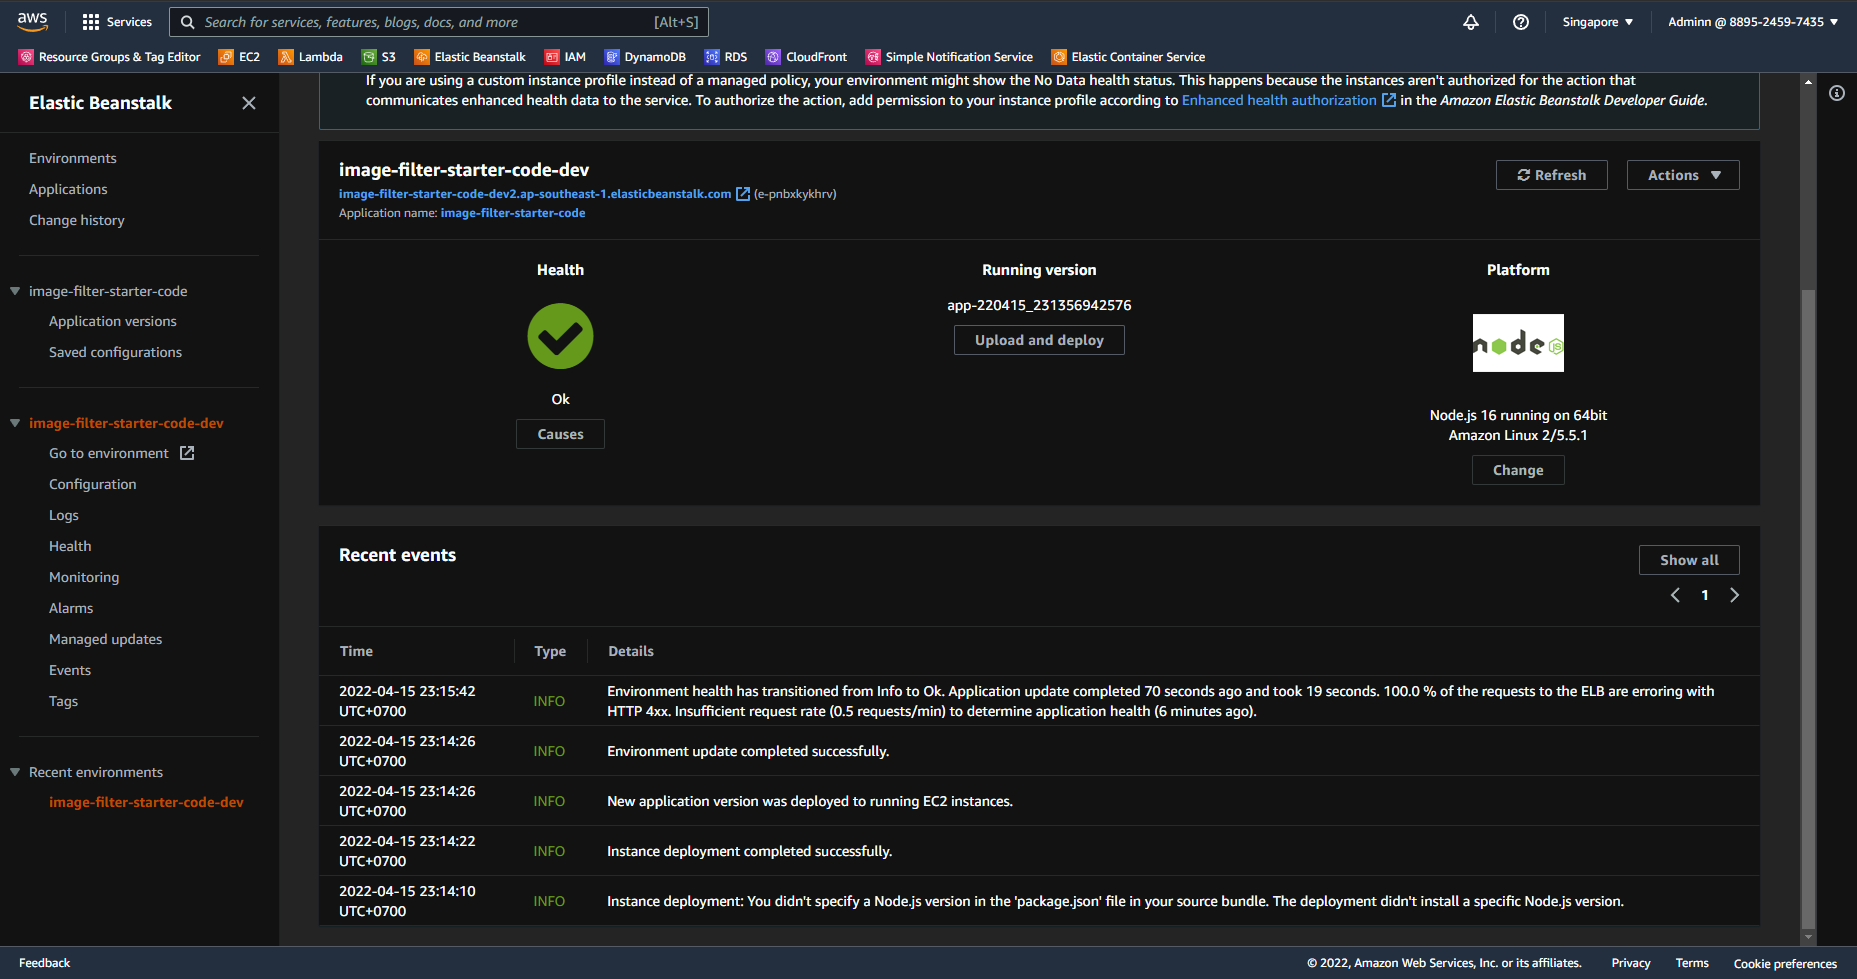 aws
Services
Search for services, features, blogs, docs, and more
[Alt+S]
Singapore
Adminn @ 8895-2459-7435
Resource Groups & Tag Editor
EC2
Lambda
S3
Elastic Beanstalk
IAM
DynamoDB
RDS
CloudFront
Simple Notification Service
Elastic Container Service
Elastic Beanstalk
Environments
Applications
Change history
image-filter-starter-code
Application versions
Saved configurations
image-filter-starter-code-dev
Go to environment
Configuration
Logs
Health
Monitoring
Alarms
Managed updates
Events
Tags
Recent environments
image-filter-starter-code-dev
If you are using a custom instance profile instead of a managed policy, your environment might show the No Data health status. This happens because the instances aren't authorized for the action that
communicates enhanced health data to the service. To authorize the action, add permission to your instance profile according to Enhanced health authorization in the Amazon Elastic Beanstalk Developer Guide.
image-filter-starter-code-dev
image-filter-starter-code-dev2.ap-southeast-1.elasticbeanstalk.com (e-pnbxkykhrv)
Application name: image-filter-starter-code
Refresh
Actions
Health
Ok
Causes
Running version
app-220415_231356942576
Upload and deploy
Platform
node JS
Node.js 16 running on 64bit
Amazon Linux 2/5.5.1
Change
Recent events
Show all
1
Time
Type
Details
2022-04-15 23:15:42
UTC+0700
INFO
Environment health has transitioned from Info to Ok. Application update completed 70 seconds ago and took 19 seconds. 100.0 % of the requests to the ELB are erroring with
HTTP 4xx. Insufficient request rate (0.5 requests/min) to determine application health (6 minutes ago).
2022-04-15 23:14:26
UTC+0700
INFO
Environment update completed successfully.
2022-04-15 23:14:26
UTC+0700
INFO
New application version was deployed to running EC2 instances.
2022-04-15 23:14:22
UTC+0700
INFO
Instance deployment completed successfully.
2022-04-15 23:14:10
UTC+0700
INFO
Instance deployment: You didn't specify a Node.js version in the 'package.json' file in your source bundle. The deployment didn't install a specific Node.js version.
Feedback
© 2022, Amazon Web Services, Inc. or its affiliates.
Privacy
Terms
Cookie preferences